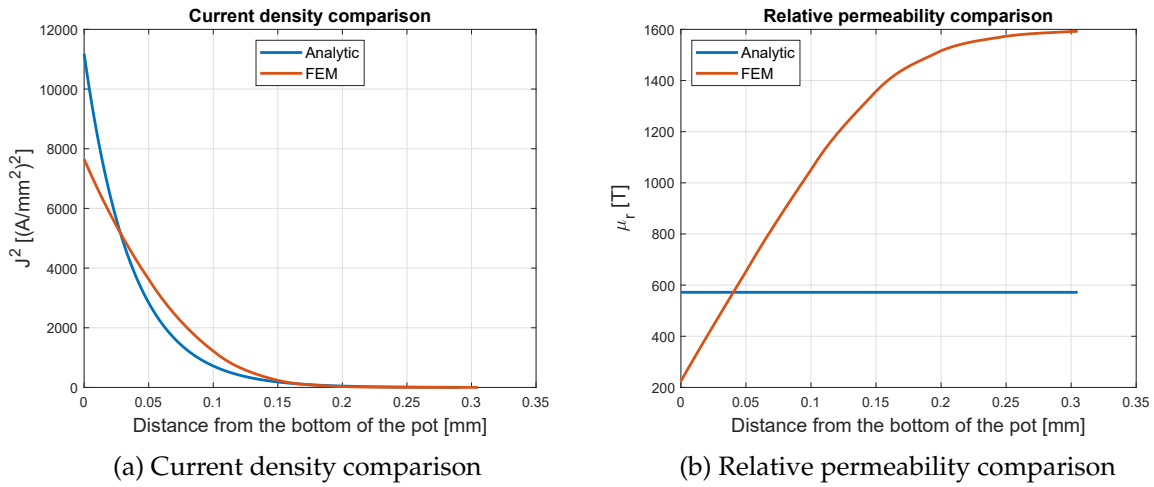 Current density comparison
12000
10000
8000
6000
4000
2000
0
J² [(A/mm²)²]
Analytic
FEM
0 0.05 0.1 0.15 0.2 0.25 0.3 0.35
Distance from the bottom of the pot [mm]
(a) Current density comparison
Relative permeability comparison
1600
1400
1200
1000
800
600
400
200
μr [T]
Analytic
FEM
0 0.05 0.1 0.15 0.2 0.25 0.3 0.35
Distance from the bottom of the pot [mm]
(b) Relative permeability comparison